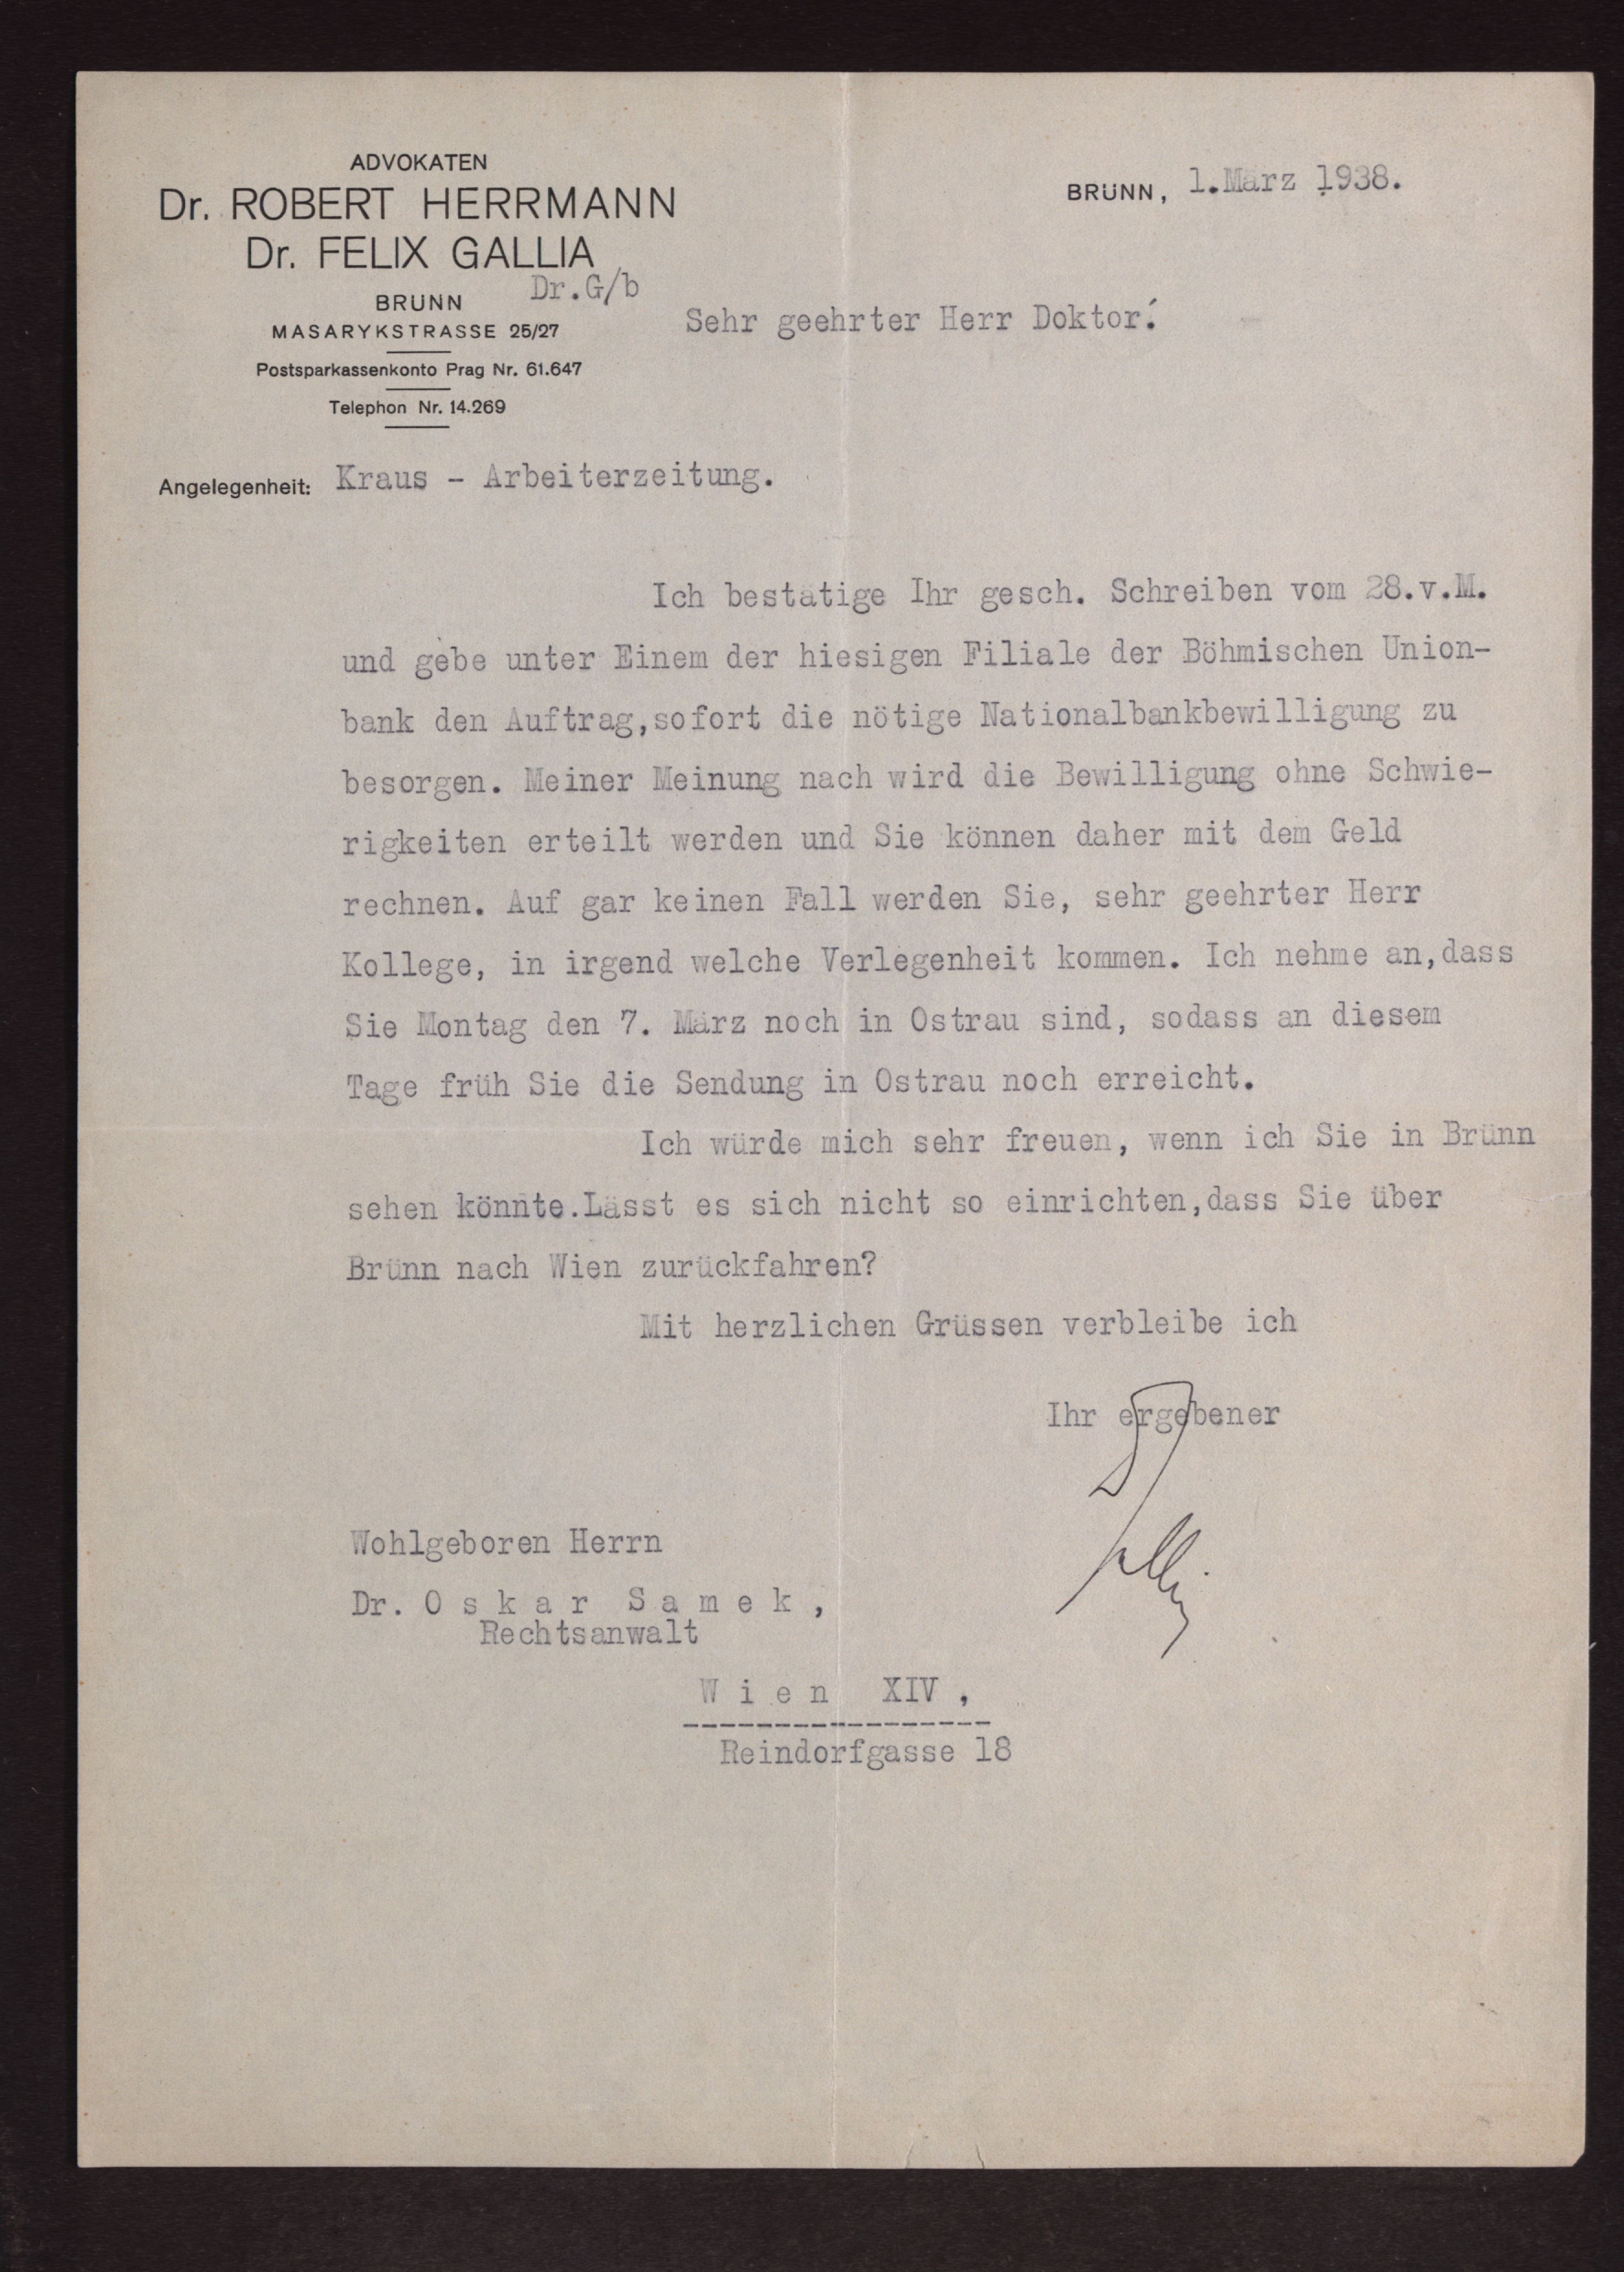 ADVOKATEN
Dr. ROBERT HERRMANN
Dr. FELIX GALLIA
BRÜNN
MASARYKSTRASSE 25/27
Postsparkassenkonto Prag Nr. 61.647
Telephon Nr. 14.269
Dr.G/b
BRÜNN, 1.März 1938.
Sehr geehrter Herr Doktor!
Angelegenheit: Kraus - Arbeiterzeitung.
Ich bestätige Ihr gesch. Schreiben vom 28.v.M.
und gebe unter Einem der hiesigen Filiale der Böhmischen Union-
bank den Auftrag,sofort die nötige Nationalbankbewilligung zu
besorgen. Meiner Meinung nach wird die Bewilligung ohne Schwie-
rigkeiten erteilt werden und Sie können daher mit dem Geld
rechnen. Auf gar keinen Fall werden Sie, sehr geehrter Herr
Kollege, in irgend welche Verlegenheit kommen. Ich nehme an,dass
Sie Montag den 7. März noch in Ostrau sind, sodass an diesem
Tage früh Sie die Sendung in Ostrau noch erreicht.
Ich würde mich sehr freuen, wenn ich Sie in Brünn
sehen könnte.Lässt es sich nicht so einrichten,dass Sie über
Brünn nach Wien zurückfahren?
Mit herzlichen Grüssen verbleibe ich
Ihr ergebener
Wohlgeboren Herrn
Dr. O s k a r S a m e k ,
Rechtsanwalt
W i e n XIV ,
Reindorfgasse 18